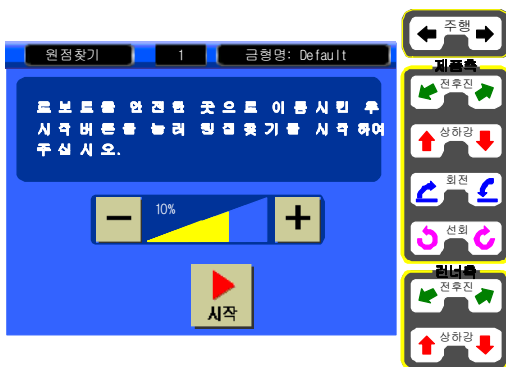 주행
원점찾기 1 금형명: Default
제품측
전후진
로보트를 안전한 곳으로 이동시킨 후
시작버튼를 눌러 원점찾기를 시작하여
주십시오.
상하강
회전
10%
선회
런너측
전후진
시작
상하강